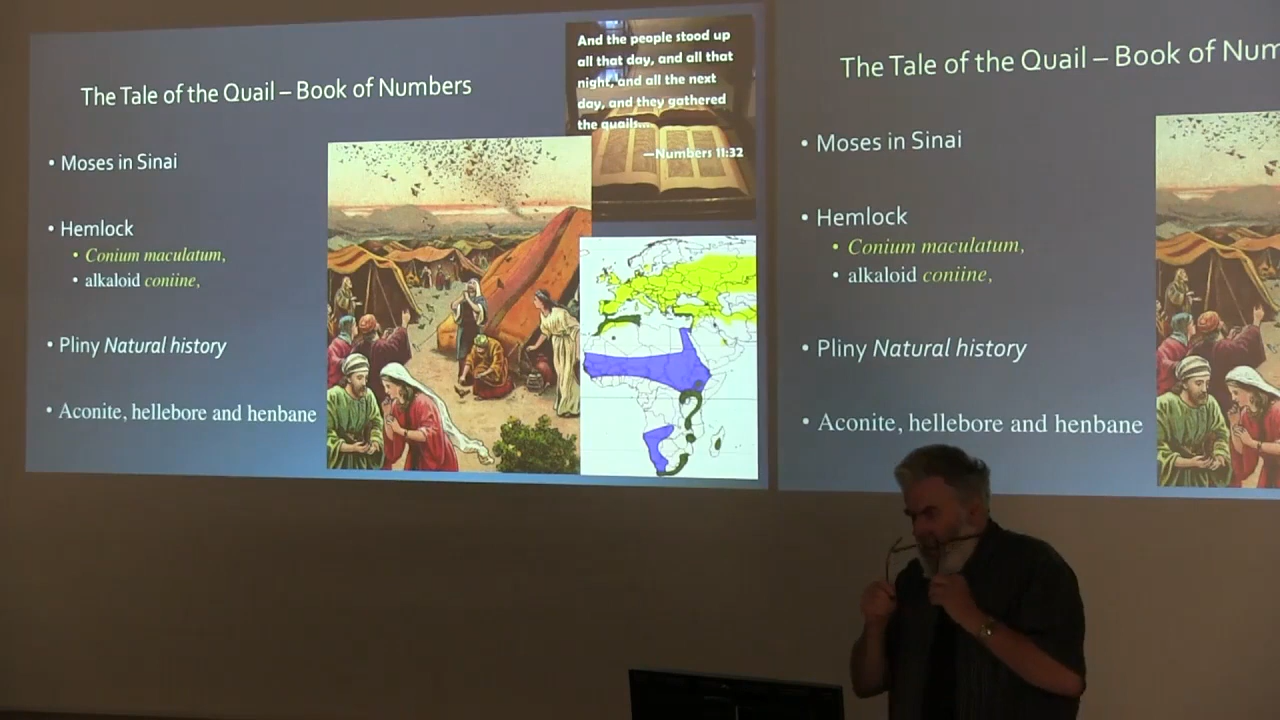 The Tale of the Quail – Book of Numbers
• Moses in Sinai
• Hemlock
• Conium maculatum,
• alkaloid coniine,
• Pliny Natural history
• Aconite, hellebore and henbane
And the people stood up
all that day, and all that
night, and all the next
day, and they gathered
the quails...
—Numbers 11:32
?
The Tale of the Quail – Book of Num
• Moses in Sinai
• Hemlock
• Conium maculatum,
• alkaloid coniine,
• Pliny Natural history
• Aconite, hellebore and henbane